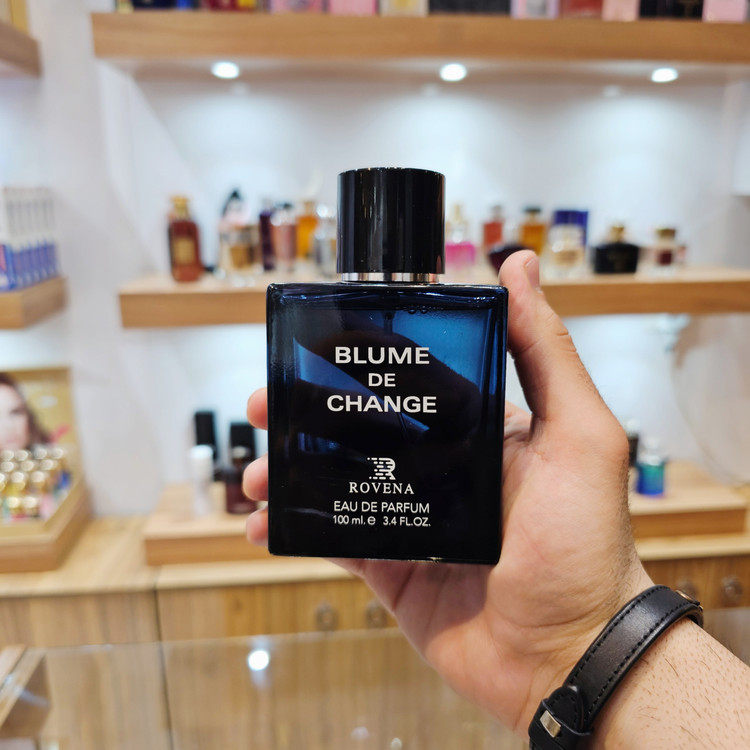 BLUME
DE
CHANGE
R
ROVENA
EAU DE PARFUM
100 ml. e 3.4 FL.OZ.